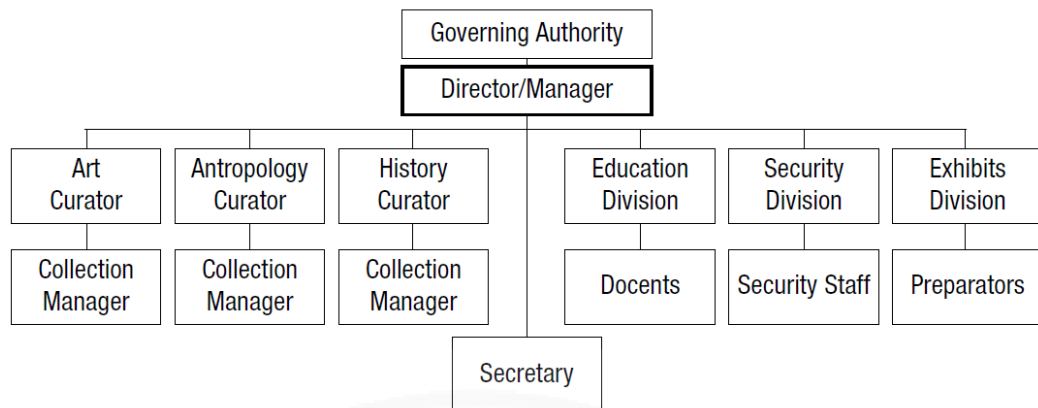 Governing Authority
Director/Manager
Art
Curator
Antropology
Curator
History
Curator
Education
Division
Security
Division
Exhibits
Division
Collection
Manager
Collection
Manager
Collection
Manager
Docents
Security Staff
Preparators
Secretary